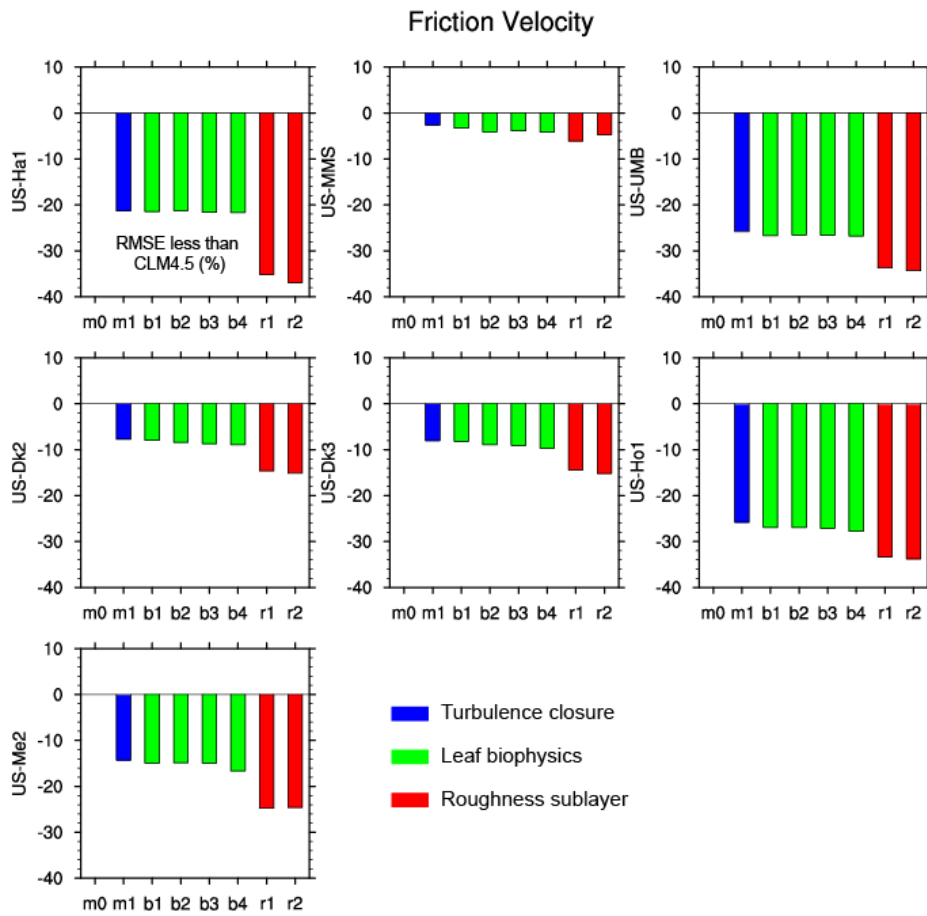 Friction Velocity
10
0
-10
-20
-30
-40
US-Ha1
RMSE less than
CLM4.5 (%)
m0 m1 b1 b2 b3 b4 r1 r2
10
0
-10
-20
-30
-40
US-MMS
m0 m1 b1 b2 b3 b4 r1 r2
10
0
-10
-20
-30
-40
US-UMB
m0 m1 b1 b2 b3 b4 r1 r2
10
0
-10
-20
-30
-40
US-Dk2
m0 m1 b1 b2 b3 b4 r1 r2
10
0
-10
-20
-30
-40
US-Dk3
m0 m1 b1 b2 b3 b4 r1 r2
10
0
-10
-20
-30
-40
US-Ho1
m0 m1 b1 b2 b3 b4 r1 r2
10
0
-10
-20
-30
-40
US-Me2
m0 m1 b1 b2 b3 b4 r1 r2
Turbulence closure
Leaf biophysics
Roughness sublayer